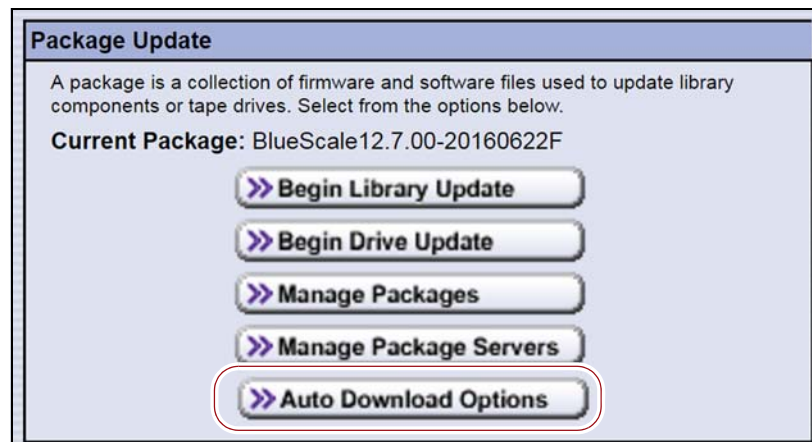 Package Update
A package is a collection of firmware and software files used to update library
components or tape drives. Select from the options below.
Current Package: BlueScale12.7.00-20160622F
Begin Library Update
Begin Drive Update
Manage Packages
Manage Package Servers
Auto Download Options